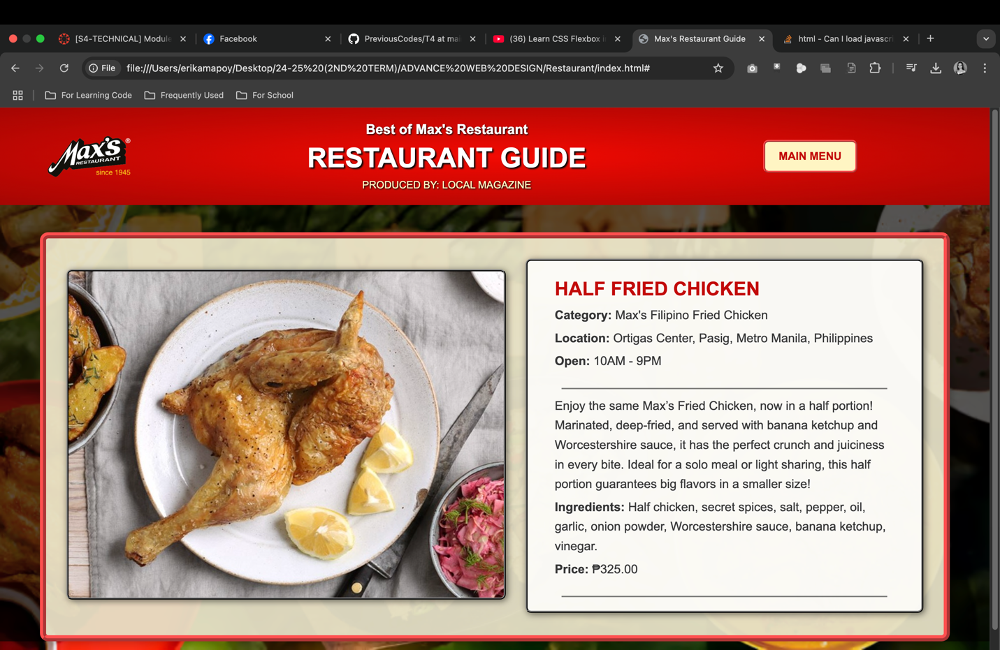 [S4-TECHNICAL] Module
Facebook
PreviousCodes/T4 at mai
(36) Learn CSS Flexbox i
Max's Restaurant Guide
html - Can I load javascri
File
file:///Users/erikamapoy/Desktop/24-25%20(2ND%20TERM)/ADVANCE%20WEB%20DESIGN/Restaurant/index.html#
For Learning Code
Frequently Used
For School
Max's®
RESTAURANT
since 1945
Best of Max's Restaurant
RESTAURANT GUIDE
PRODUCED BY: LOCAL MAGAZINE
MAIN MENU
HALF FRIED CHICKEN
Category: Max's Filipino Fried Chicken
Location: Ortigas Center, Pasig, Metro Manila, Philippines
Open: 10AM - 9PM
Enjoy the same Max’s Fried Chicken, now in a half portion!
Marinated, deep-fried, and served with banana ketchup and
Worcestershire sauce, it has the perfect crunch and juiciness
in every bite. Ideal for a solo meal or light sharing, this half
portion guarantees big flavors in a smaller size!
Ingredients: Half chicken, secret spices, salt, pepper, oil,
garlic, onion powder, Worcestershire sauce, banana ketchup,
vinegar.
Price: ₱325.00